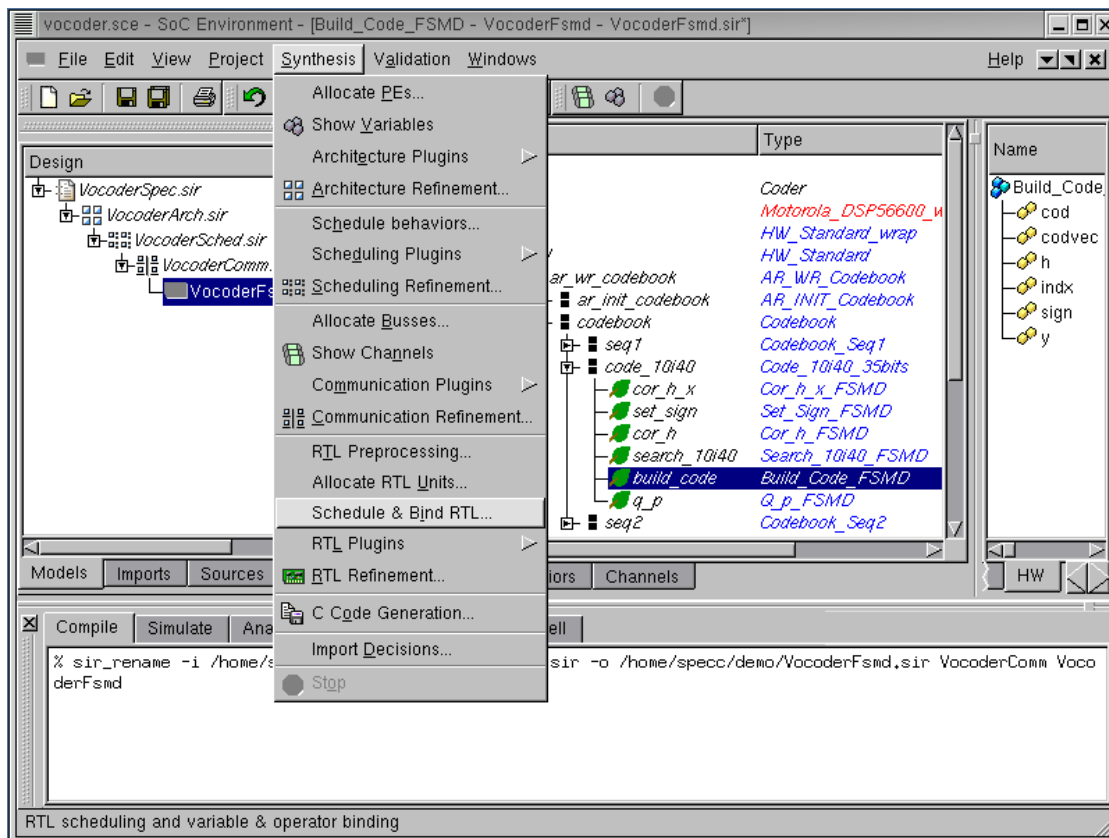 vocoder.sce - SoC Environment - [Build_Code_FSMD - VocoderFsmd - VocoderFsmd.sir*]
File Edit View Project Synthesis Validation Windows Help
Allocate PEs...
Show Variables
Architecture Plugins
Architecture Refinement...
Schedule behaviors...
Scheduling Plugins
Scheduling Refinement...
Allocate Busses...
Show Channels
Communication Plugins
Communication Refinement...
RTL Preprocessing...
Allocate RTL Units...
Schedule & Bind RTL...
RTL Plugins
RTL Refinement...
C Code Generation...
Import Decisions...
Stop
Design
VocoderSpec.sir
VocoderArch.sir
VocoderSched.sir
VocoderComm.
VocoderFs
Models Imports Sources
Type
Coder
Motorola_DSP56600_w
HW_Standard_wrap
HW_Standard
ar_wr_codebook AR_WR_Codebook
ar_init_codebook AR_INIT_Codebook
codebook Codebook
seq1 Codebook_Seq1
code_10i40 Code_10i40_35bits
cor_h_x Cor_h_x_FSMD
set_sign Set_Sign_FSMD
cor_h Cor_h_FSMD
search_10i40 Search_10i40_FSMD
build_code Build_Code_FSMD
q_p Q_p_FSMD
seq2 Codebook_Seq2
iors Channels
Name
Build_Code_
cod
codvec
h
indx
sign
y
HW
Compile Simulate Ana ell
% sir_rename -i /home/s sir -o /home/specc/demo/VocoderFsmd.sir VocoderComm Voco
derFsmd
RTL scheduling and variable & operator binding